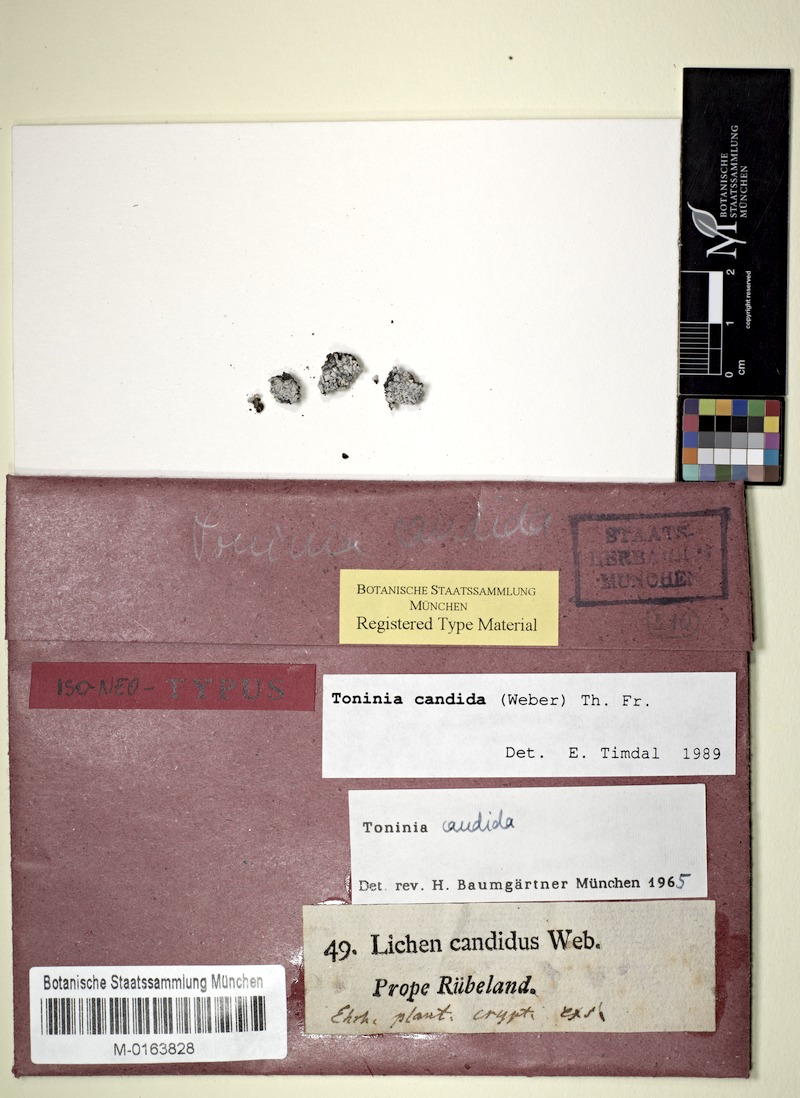 BOTANISCHE
STAATSSAMMLUNG
MÜNCHEN
M
copyright reserved
0 1 2
cm
Toninia candida
STAATS-
HERBARIUM
MÜNCHEN
BOTANISCHE STAATSSAMMLUNG
MÜNCHEN
Registered Type Material
ISO-NEO- TYPUS
Toninia candida (Weber) Th. Fr.
Det. E. Timdal 1989
Toninia candida
Det. rev. H. Baumgärtner München 1965
49. Lichen candidus Web.
Prope Rübeland.
Ehrh. plant. crypt. exs.
Botanische Staatssammlung München
M-0163828